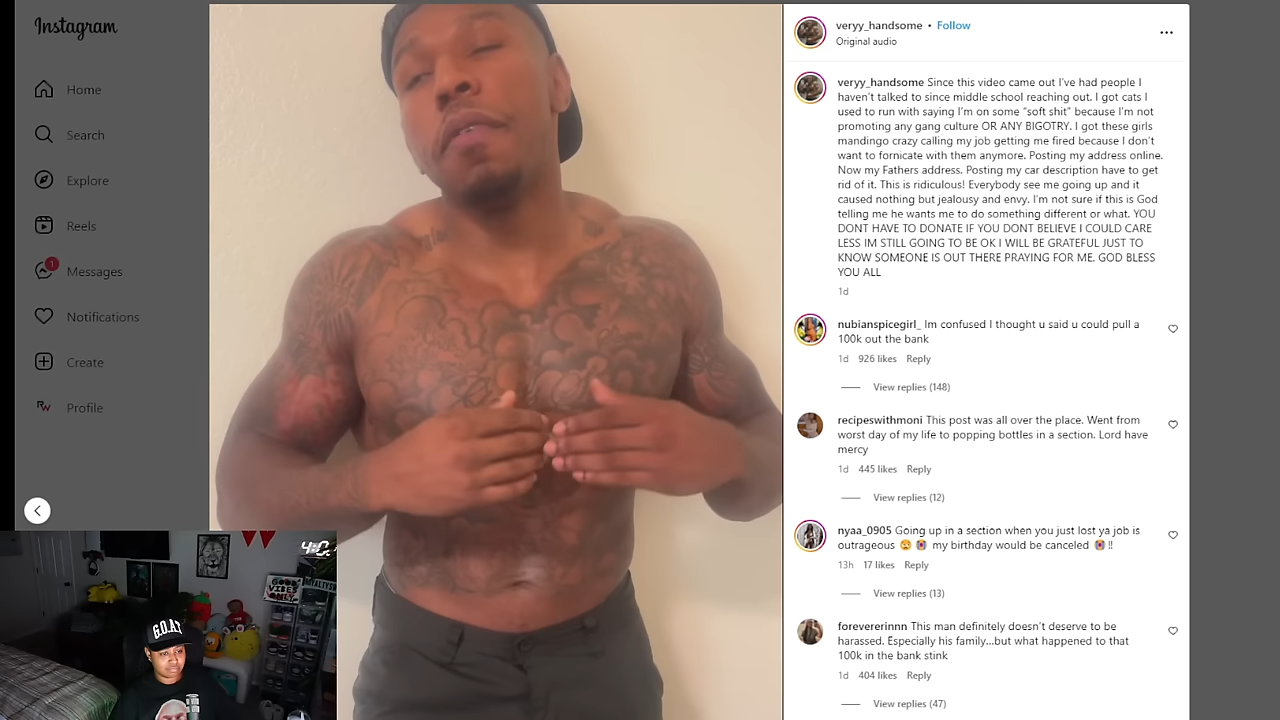 Instagram
Home
Search
Explore
Reels
1
Messages
Notifications
Create
Profile
veryy_handsome • Follow
Original audio
veryy_handsome Since this video came out I've had people I
haven't talked to since middle school reaching out. I got cats I
used to run with saying I'm on some "soft shit" because I'm not
promoting any gang culture OR ANY BIGOTRY. I got these girls
mandingo crazy calling my job getting me fired because I don't
want to fornicate with them anymore. Posting my address online.
Now my Fathers address. Posting my car description have to get
rid of it. This is ridiculous! Everybody see me going up and it
caused nothing but jealousy and envy. I'm not sure if this is God
telling me he wants me to do something different or what. YOU
DONT HAVE TO DONATE IF YOU DONT BELIEVE I COULD CARE
LESS IM STILL GOING TO BE OK I WILL BE GRATEFUL JUST TO
KNOW SOMEONE IS OUT THERE PRAYING FOR ME. GOD BLESS
YOU ALL
1d
nubianspicegirl_ Im confused I thought u said u could pull a
100k out the bank
1d 926 likes Reply
View replies (148)
recipeswithmoni This post was all over the place. Went from
worst day of my life to popping bottles in a section. Lord have
mercy
1d 445 likes Reply
View replies (12)
nyaa_0905 Going up in a section when you just lost ya job is
outrageous 😩 my birthday would be canceled !!
13h 17 likes Reply
View replies (13)
forevererinnn This man definitely doesn't deserve to be
harassed. Especially his family...but what happened to that
100k in the bank stink
1d 404 likes Reply
View replies (47)
GOOD
VIBES
ONLY
G.O.A.T